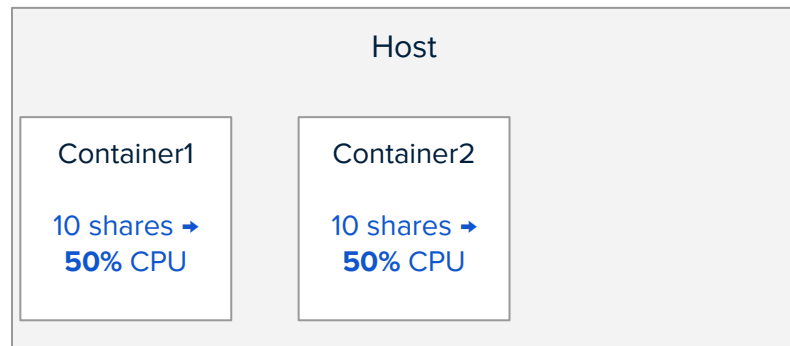 Host
Container1
10 shares →
50% CPU
Container2
10 shares →
50% CPU